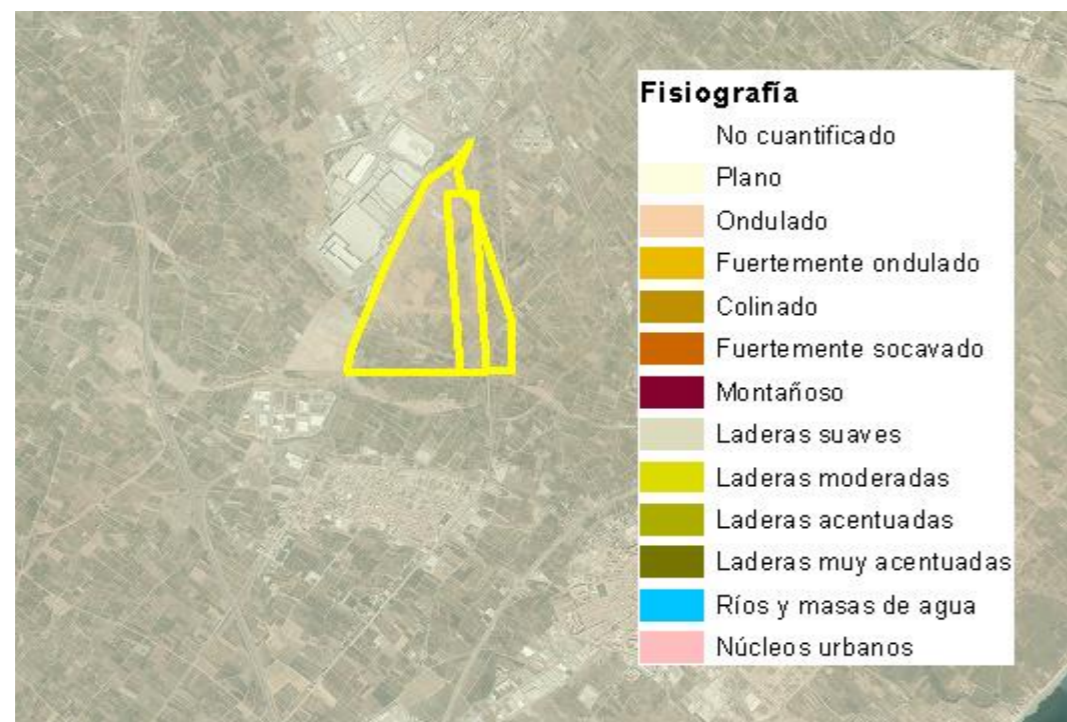 Fisiografía
No cuantificado
Plano
Ondulado
Fuertemente ondulado
Colinado
Fuertemente socavado
Montañoso
Laderas suaves
Laderas moderadas
Laderas acentuadas
Laderas muy acentuadas
Ríos y masas de agua
Núcleos urbanos